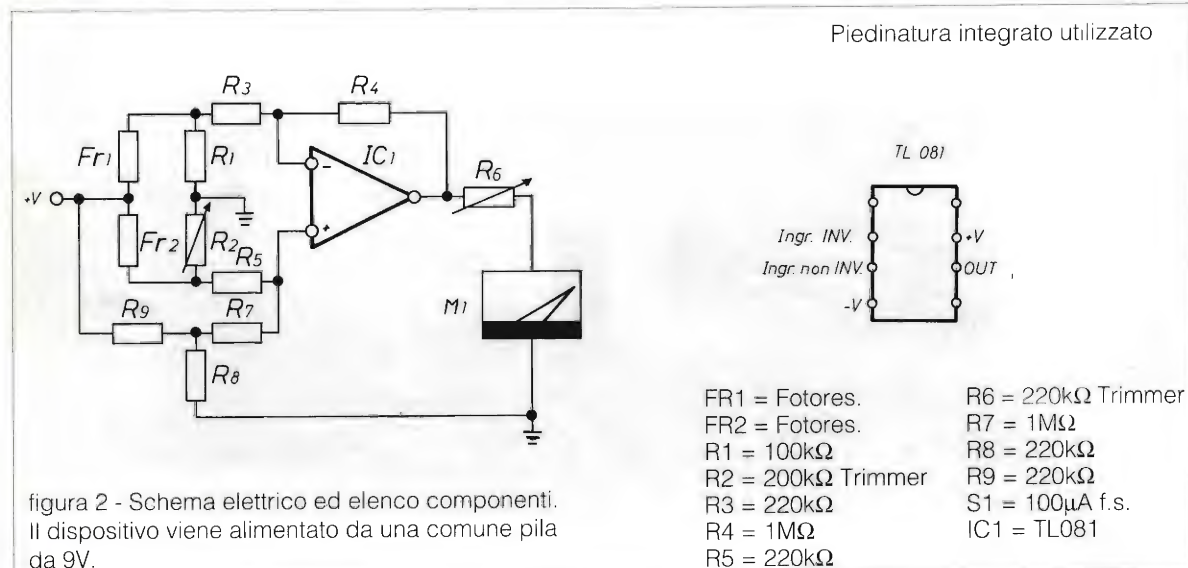 Piedinatura integrato utilizzato
R3
R4
Fr1
R1
IC1
-
R6
+V
+
Fr2
R2
R5
M1
R9
R7
R8
TL 081
Ingr. INV.
+V
Ingr. non INV.
OUT
-V
figura 2 - Schema elettrico ed elenco componenti.
Il dispositivo viene alimentato da una comune pila
da 9V.
FR1 = Fotores.
FR2 = Fotores.
R1 = 100kΩ
R2 = 200kΩ Trimmer
R3 = 220kΩ
R4 = 1MΩ
R5 = 220kΩ
R6 = 220kΩ Trimmer
R7 = 1MΩ
R8 = 220kΩ
R9 = 220kΩ
S1 = 100µA f.s.
IC1 = TL081